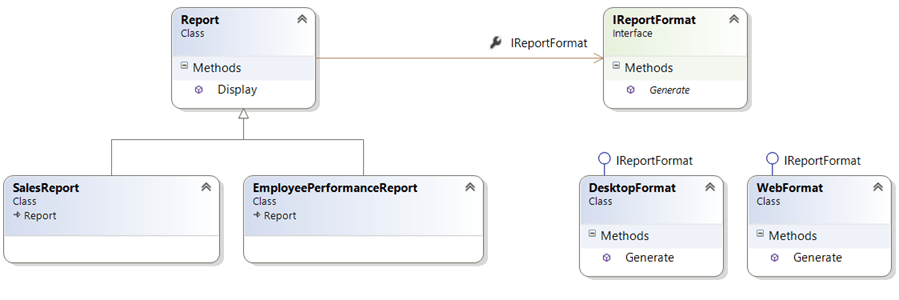 Report
Class
Methods
Display
IReportFormat
IReportFormat
Interface
Methods
Generate
SalesReport
Class
Report
EmployeePerformanceReport
Class
Report
IReportFormat
DesktopFormat
Class
Methods
Generate
IReportFormat
WebFormat
Class
Methods
Generate